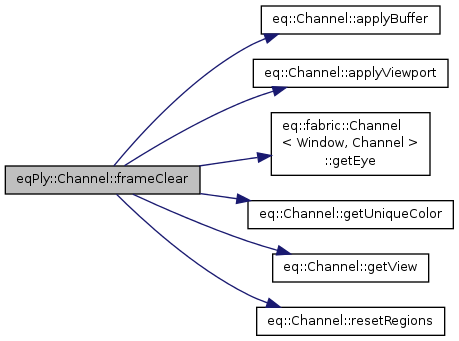 eq::Channel::applyBuffer
eq::Channel::applyViewport
eq::fabric::Channel
< Window, Channel >
::getEye
eqPly::Channel::frameClear
eq::Channel::getUniqueColor
eq::Channel::getView
eq::Channel::resetRegions